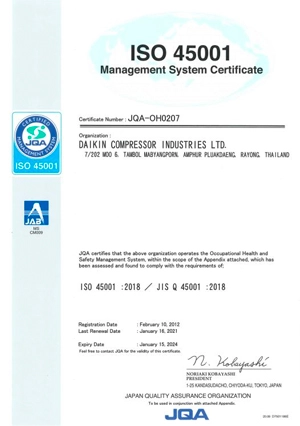 ISO 45001
Management System Certificate
Certificate Number : JQA-OH0207
Organization :
DAIKIN COMPRESSOR INDUSTRIES LTD.
7/202 MOO 6, TAMBOL MABYANGPORN, AMPHUR PLUAKDAENG, RAYONG, THAILAND
CERTIFIED
MANAGEMENT SYSTEM
JQA
ISO 45001
JAB
MS
CM009
JQA certifies that the above organization operates the Occupational Health and
Safety Management System, within the scope of the Appendix attached, which has
been assessed and found to comply with the requirements of;
ISO 45001 :2018 / JIS Q 45001 :2018
Registration Date : February 10, 2012
Last Renewal Date : January 16, 2021
Expiry Date : January 15, 2024
Feel free to contact JQA for the validity of this certificate.
N. Kobayashi
NORIAKI KOBAYASHI
PRESIDENT
1-25 KANDASUDACHO, CHIYODA-KU, TOKYO, JAPAN
JAPAN QUALITY ASSURANCE ORGANIZATION
To be used in conjunction with attached Appendix
JQA